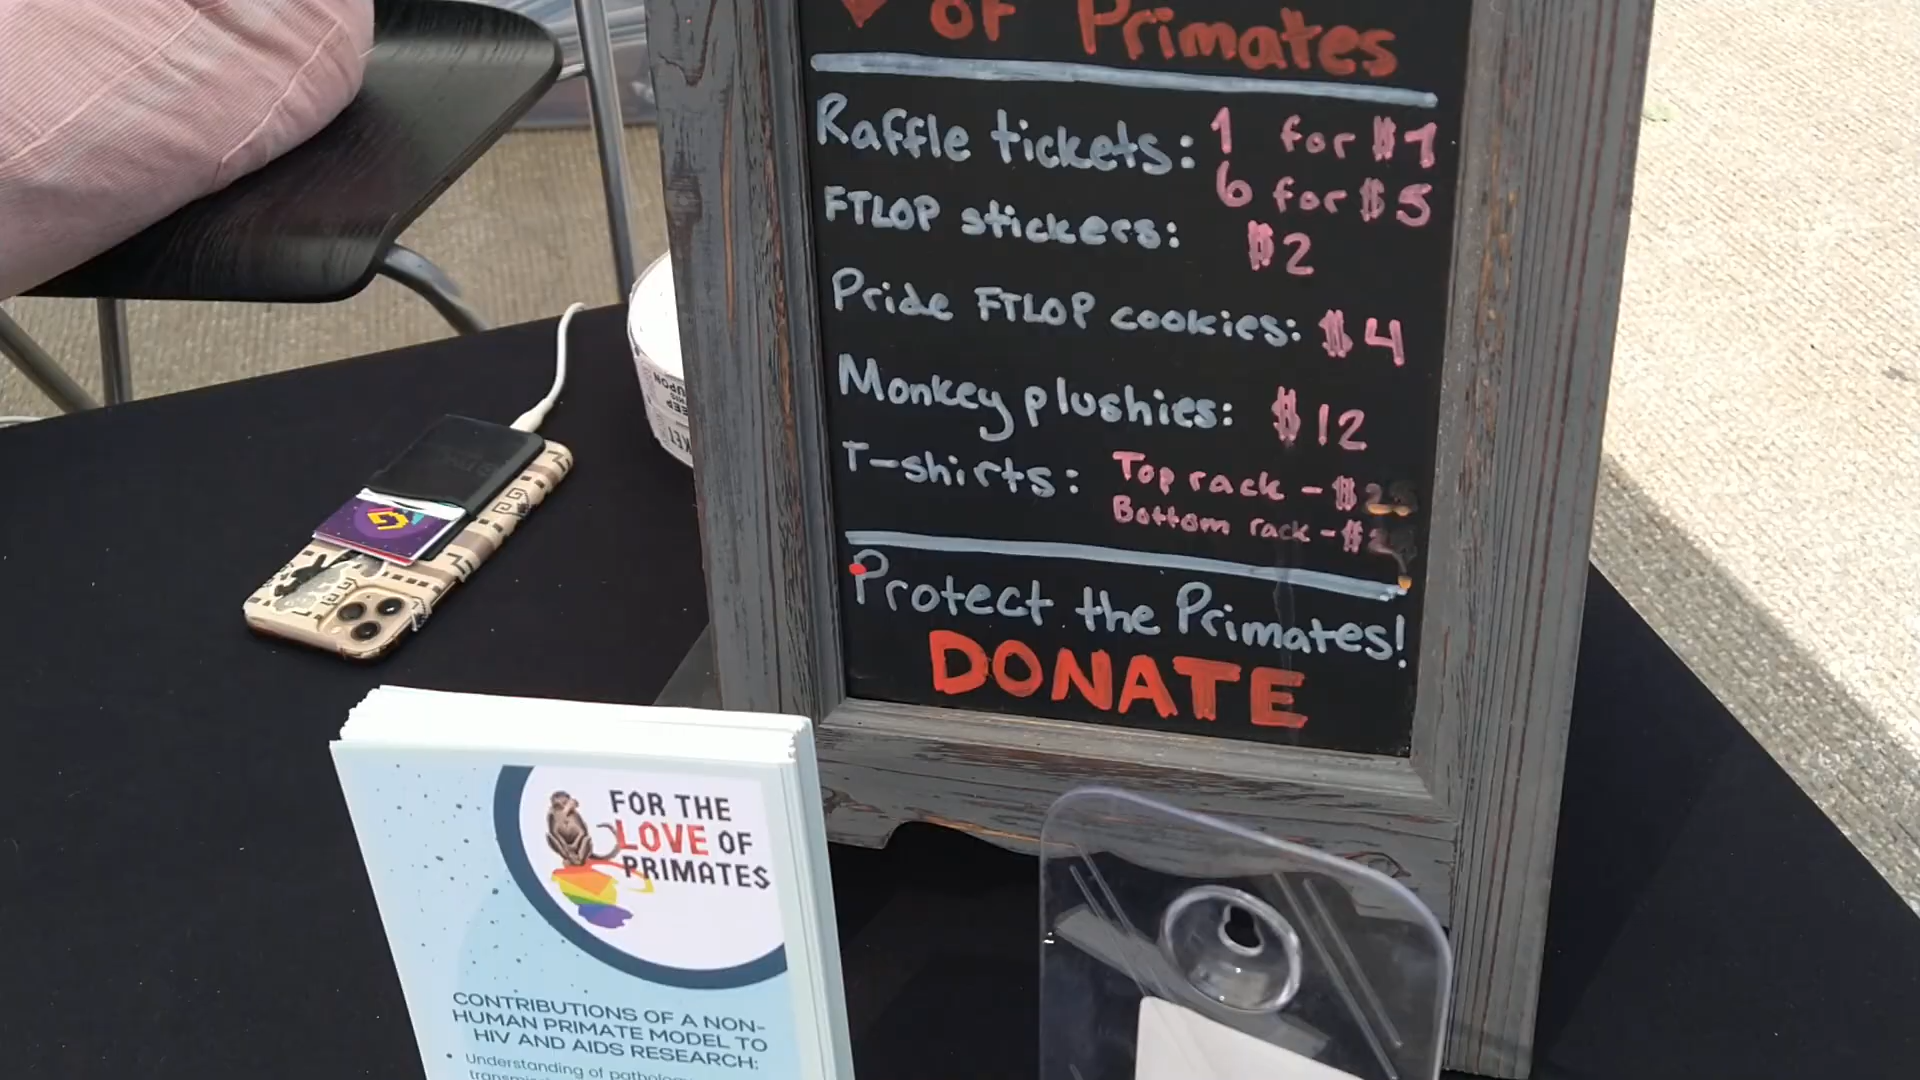 of Primates
Raffle tickets: 1 for $1
6 for $5
FTLOP stickers: $2
Pride FTLOP cookies: $4
Monkey plushies: $12
T-shirts: Top rack -
Bottom rack -
Protect the Primates!
DONATE
FOR THE
LOVE OF
PRIMATES
CONTRIBUTIONS OF A NON-
HUMAN PRIMATE MODEL TO
HIV AND AIDS RESEARCH:
• Understanding of